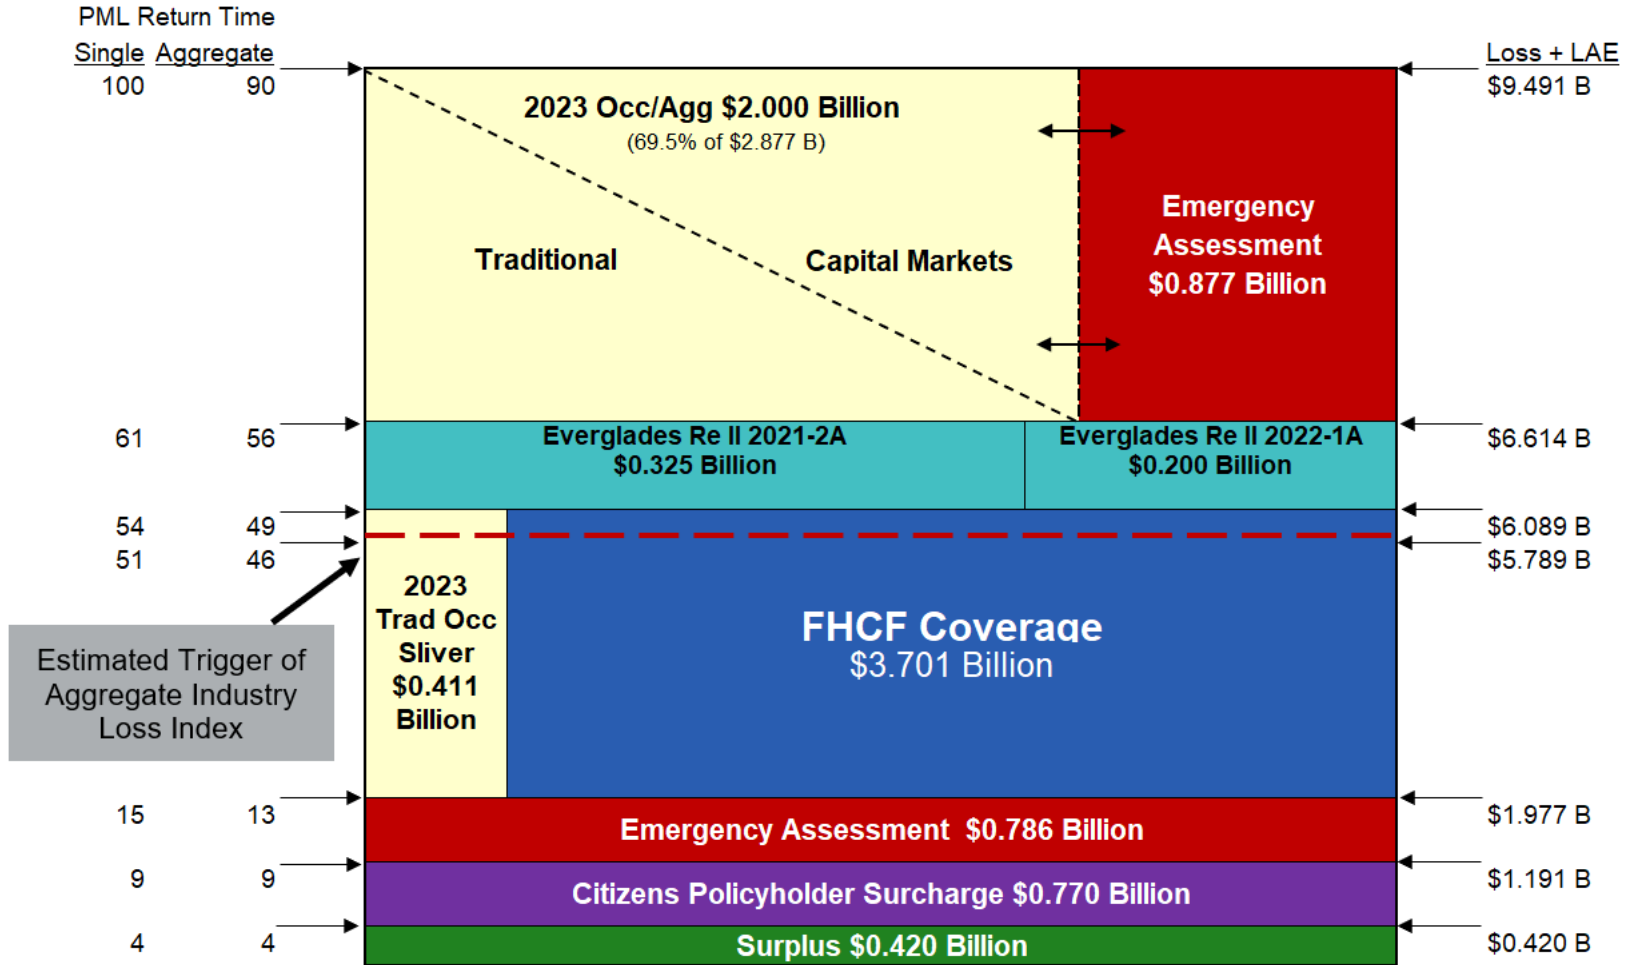 PML Return Time
Single Aggregate
Loss + LAE
100 90
$9.491 B
2023 Occ/Agg $2.000 Billion
(69.5% of $2.877 B)
Traditional
Capital Markets
Emergency
Assessment
$0.877 Billion
61 56
$6.614 B
Everglades Re II 2021-2A
$0.325 Billion
Everglades Re II 2022-1A
$0.200 Billion
54 49
$6.089 B
51 46
$5.789 B
Estimated Trigger of
Aggregate Industry
Loss Index
2023
Trad Occ
Sliver
$0.411
Billion
FHCF Coverage
$3.701 Billion
15 13
$1.977 B
Emergency Assessment $0.786 Billion
9 9
$1.191 B
Citizens Policyholder Surcharge $0.770 Billion
4 4
$0.420 B
Surplus $0.420 Billion